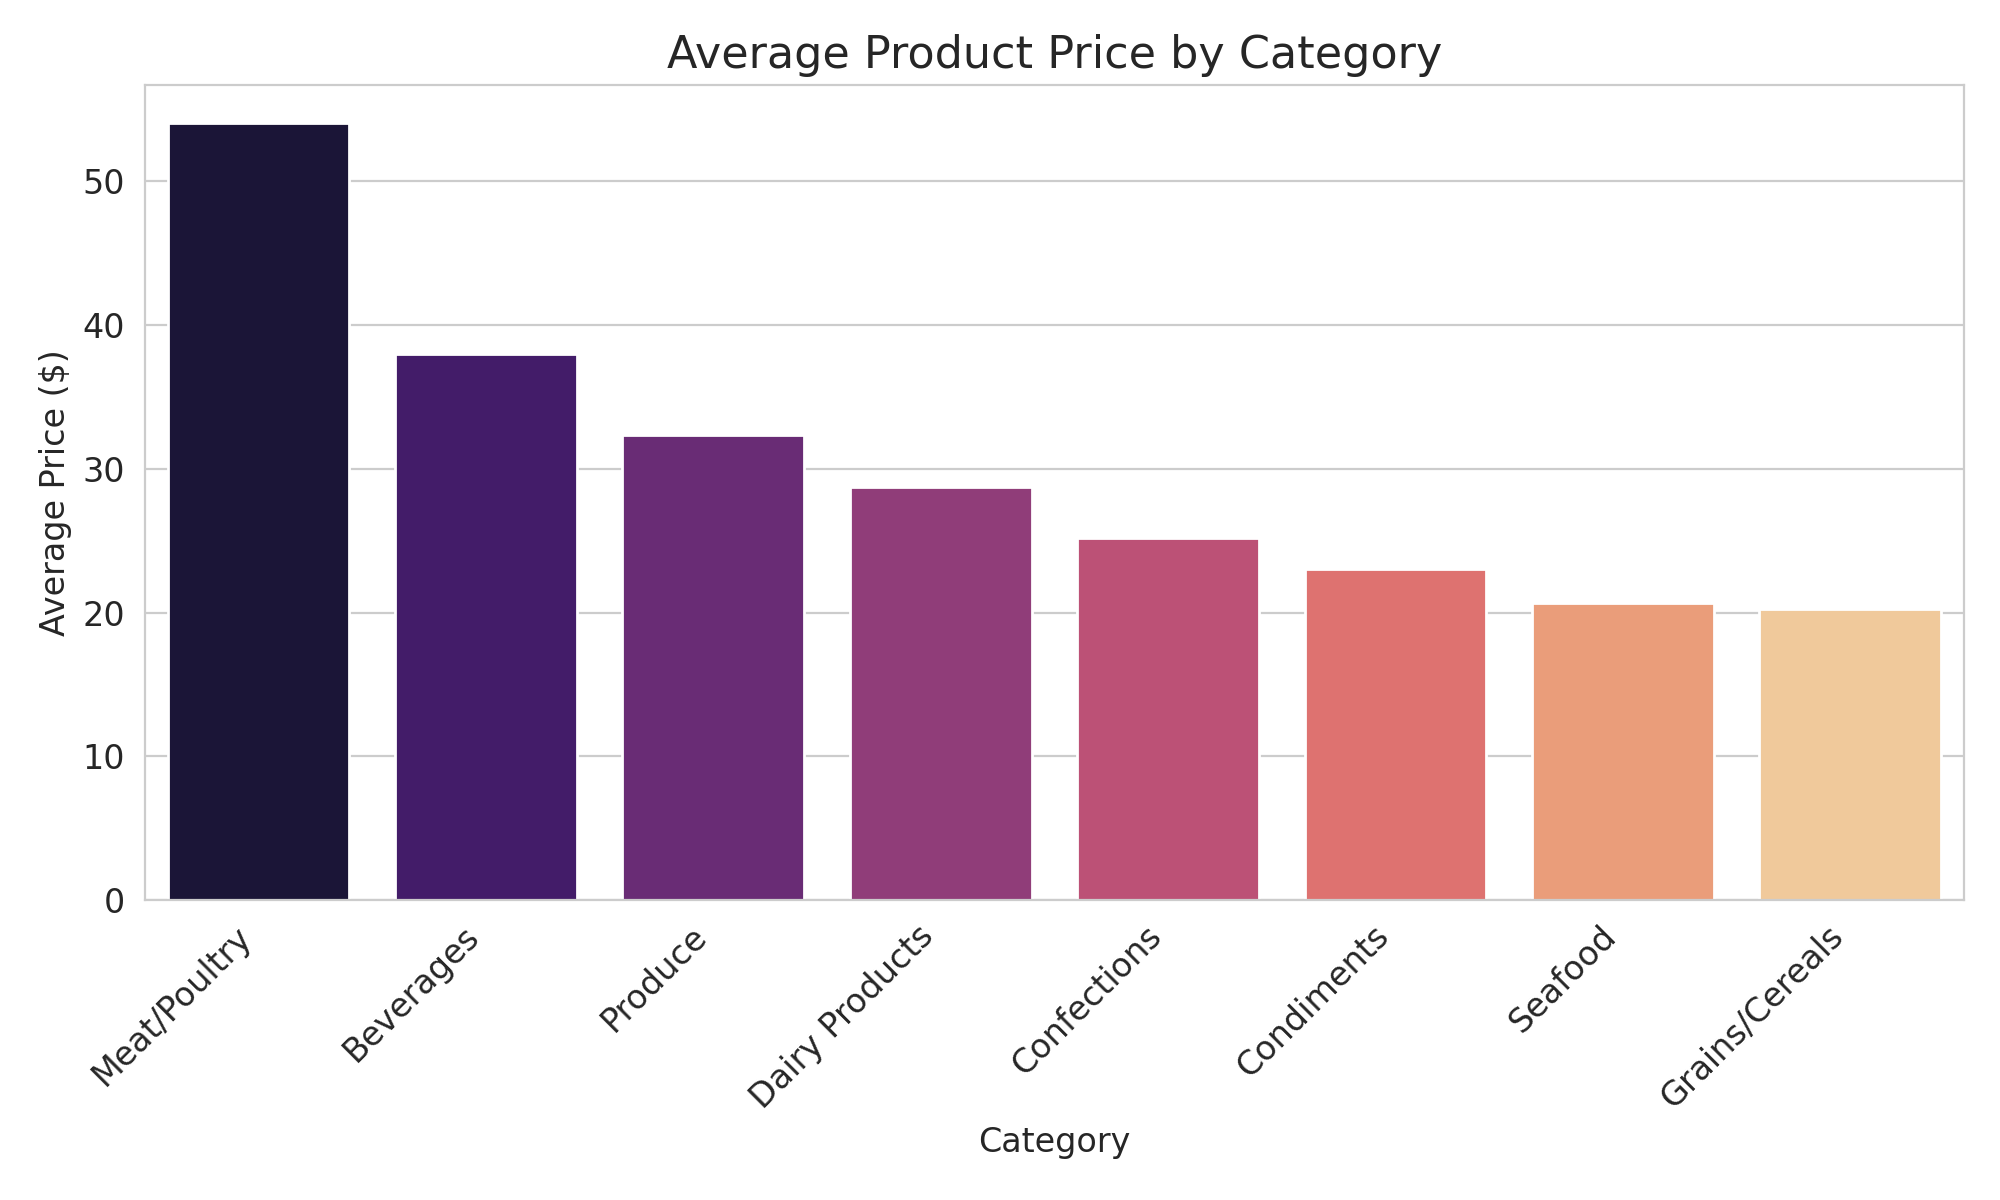 Average Product Price by Category
Average Price ($)
50
40
30
20
10
0
Meat/Poultry
Beverages
Produce
Dairy Products
Confections
Condiments
Seafood
Grains/Cereals
Category